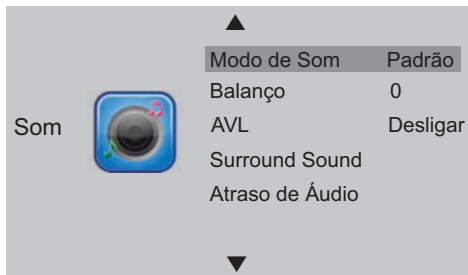 Som
Modo de Som Padrão
Balanço 0
AVL Desligar
Surround Sound
Atraso de Áudio